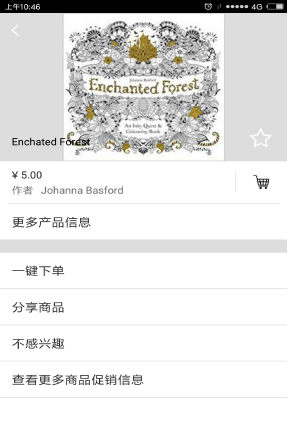 上午10:46
4G
Johanna Basford
Enchanted Forest
An Inky Quest &
Colouring Book
Enchated Forest
¥ 5.00
作者 Johanna Basford
更多产品信息
一键下单
分享商品
不感兴趣
查看更多商品促销信息